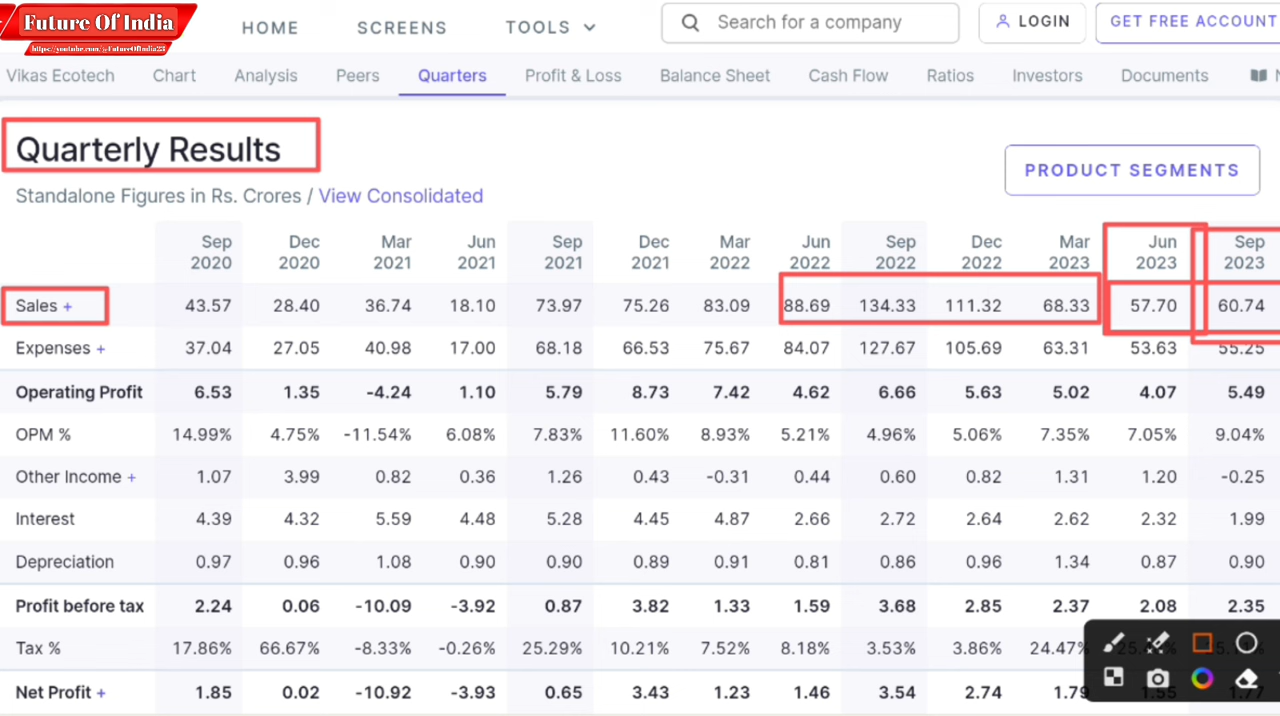 Future Of India
https://youtube.com/@FutureOfIndia23
HOME SCREENS TOOLS Search for a company LOGIN GET FREE ACCOUNT
Vikas Ecotech Chart Analysis Peers Quarters Profit & Loss Balance Sheet Cash Flow Ratios Investors Documents
Quarterly Results
PRODUCT SEGMENTS
Standalone Figures in Rs. Crores / View Consolidated
Sep 2020 Dec 2020 Mar 2021 Jun 2021 Sep 2021 Dec 2021 Mar 2022 Jun 2022 Sep 2022 Dec 2022 Mar 2023 Jun 2023 Sep 2023
Sales + 43.57 28.40 36.74 18.10 73.97 75.26 83.09 88.69 134.33 111.32 68.33 57.70 60.74
Expenses + 37.04 27.05 40.98 17.00 68.18 66.53 75.67 84.07 127.67 105.69 63.31 53.63 55.25
Operating Profit 6.53 1.35 -4.24 1.10 5.79 8.73 7.42 4.62 6.66 5.63 5.02 4.07 5.49
OPM % 14.99% 4.75% -11.54% 6.08% 7.83% 11.60% 8.93% 5.21% 4.96% 5.06% 7.35% 7.05% 9.04%
Other Income + 1.07 3.99 0.82 0.36 1.26 0.43 -0.31 0.44 0.60 0.82 1.31 1.20 -0.25
Interest 4.39 4.32 5.59 4.48 5.28 4.45 4.87 2.66 2.72 2.64 2.62 2.32 1.99
Depreciation 0.97 0.96 1.08 0.90 0.90 0.89 0.91 0.81 0.86 0.96 1.34 0.87 0.90
Profit before tax 2.24 0.06 -10.09 -3.92 0.87 3.82 1.33 1.59 3.68 2.85 2.37 2.08 2.35
Tax % 17.86% 66.67% -8.33% -0.26% 25.29% 10.21% 7.52% 8.18% 3.53% 3.86% 24.47%
Net Profit + 1.85 0.02 -10.92 -3.93 0.65 3.43 1.23 1.46 3.54 2.74 1.79 1.55 1.77